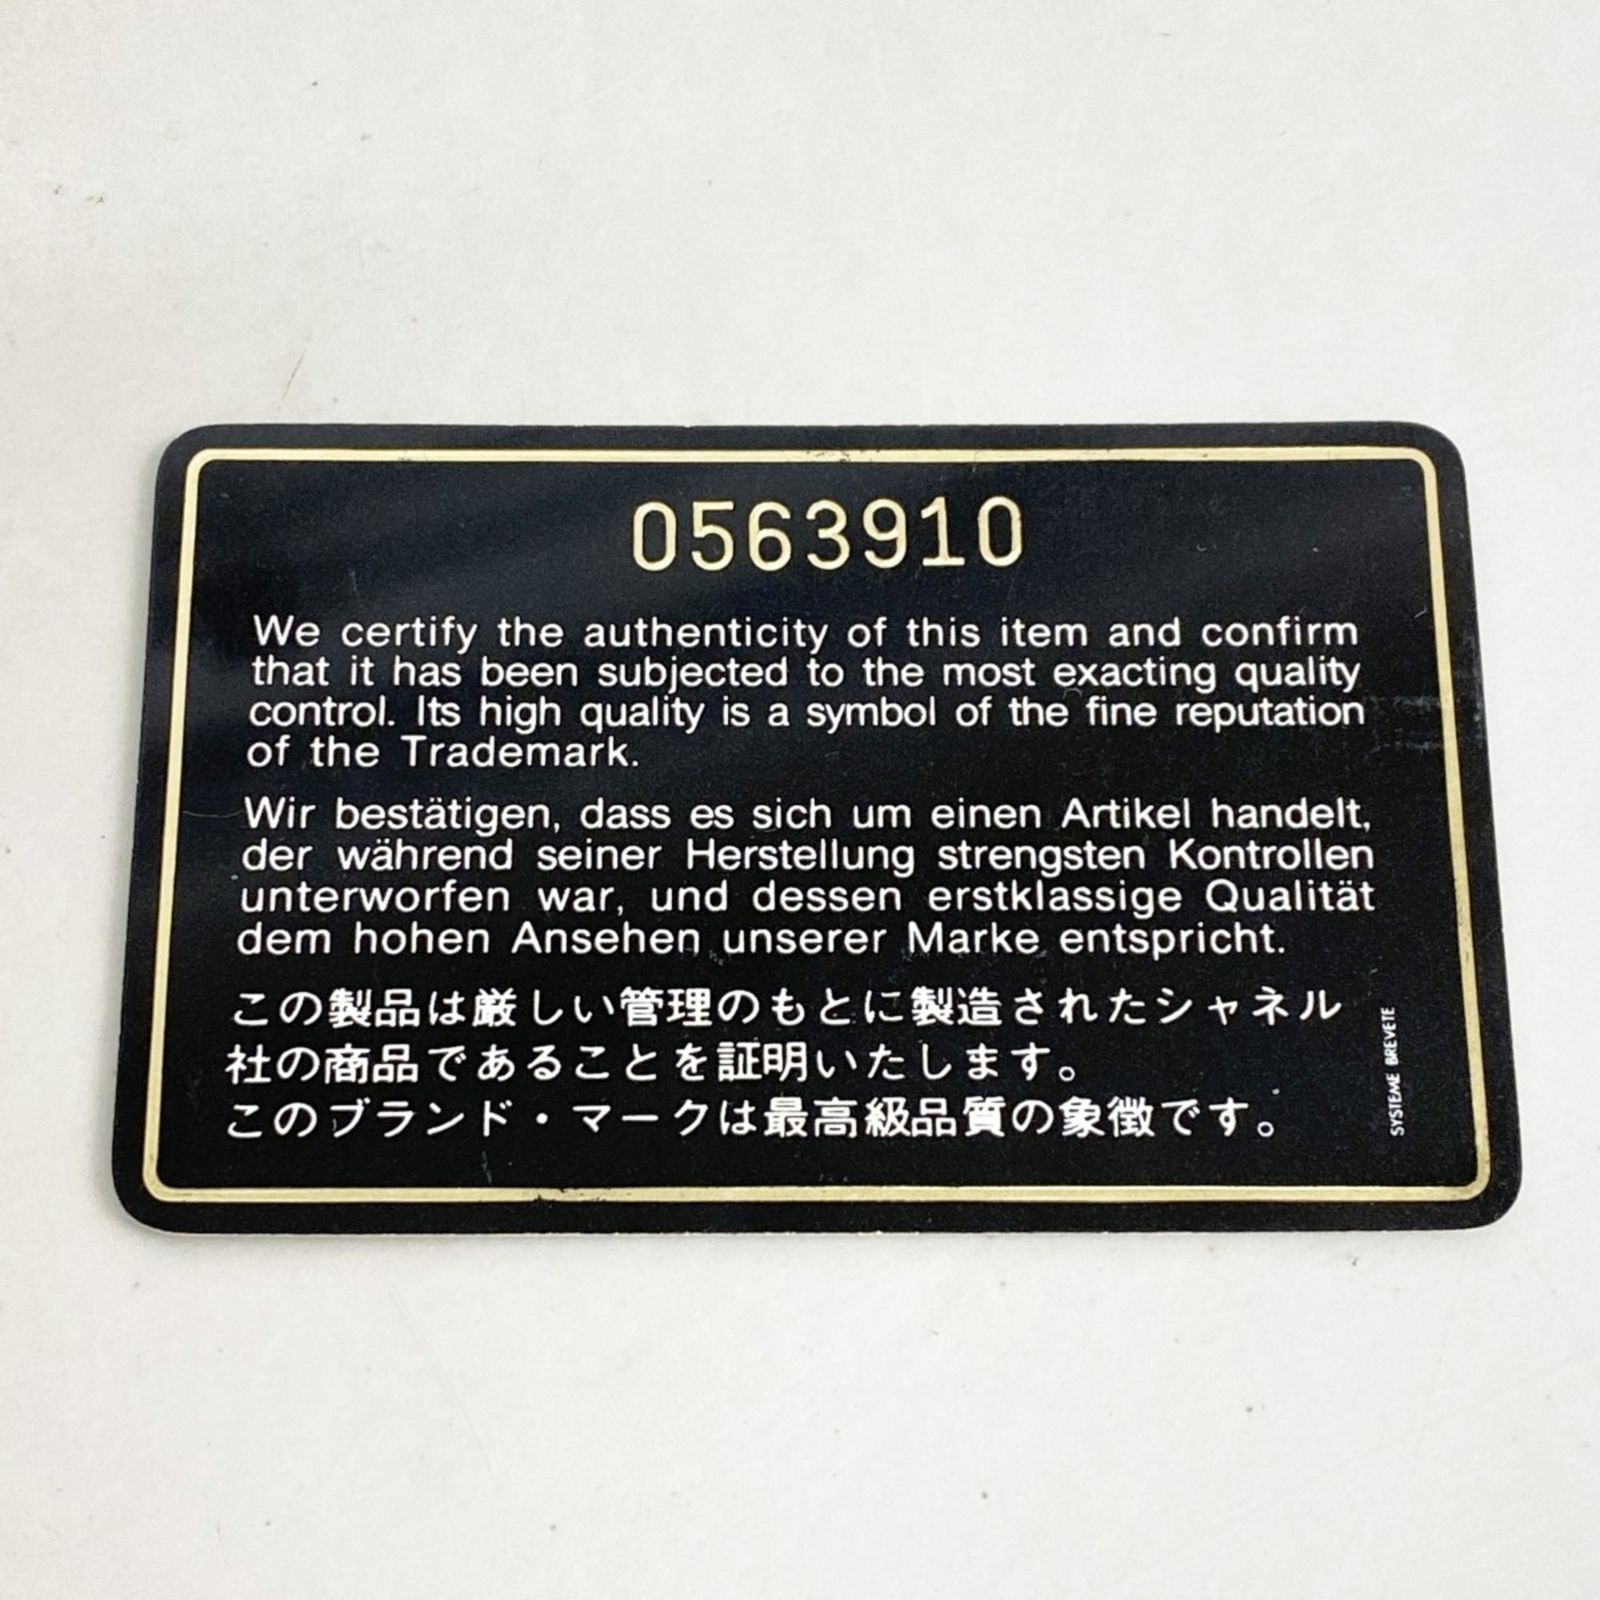 0563910
We certify the authenticity of this item and confirm
that it has been subjected to the most exacting quality
control. Its high quality is a symbol of the fine reputation
of the Trademark.
Wir bestätigen, dass es sich um einen Artikel handelt,
der während seiner Herstellung strengsten Kontrollen
unterworfen war, und dessen erstklassige Qualität
dem hohen Ansehen unserer Marke entspricht.
この製品は厳しい管理のもとに製造されたシャネル
社の商品であることを証明いたします。
このブランド・マークは最高級品質の象徴です。
SYSTEME BREVETE